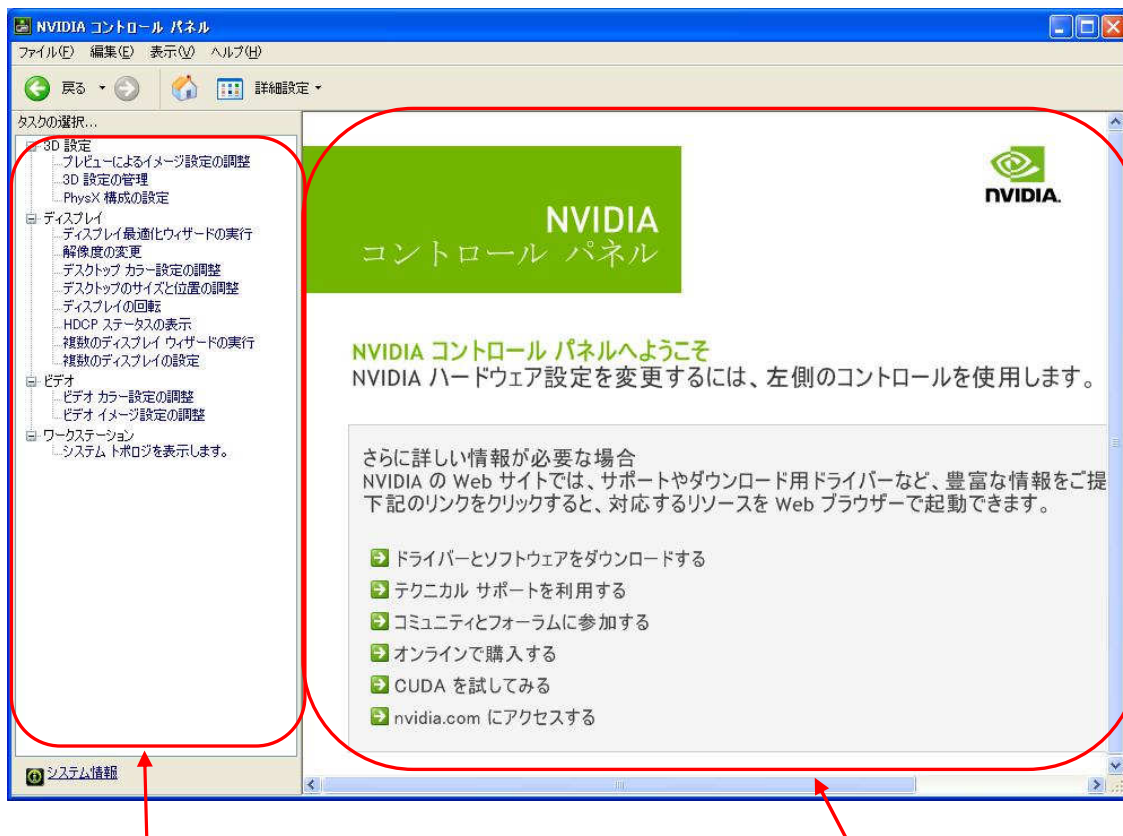 NVIDIA コントロール パネル
ファイル(F) 編集(E) 表示(V) ヘルプ(H)
戻る 詳細設定
タスクの選択...
3D 設定
プレビューによるイメージ設定の調整
3D 設定の管理
PhysX 構成の設定
ディスプレイ
ディスプレイ最適化ウィザードの実行
解像度の変更
デスクトップ カラー設定の調整
デスクトップのサイズと位置の調整
ディスプレイの回転
HDCP ステータスの表示
複数のディスプレイ ウィザードの実行
複数のディスプレイの設定
ビデオ
ビデオ カラー設定の調整
ビデオ イメージ設定の調整
ワークステーション
システム トポロジを表示します。
システム情報
NVIDIA
コントロール パネル
NVIDIA.
NVIDIA コントロール パネルへようこそ
NVIDIA ハードウェア設定を変更するには、左側のコントロールを使用します。
さらに詳しい情報が必要な場合
NVIDIA の Web サイトでは、サポートやダウンロード用ドライバーなど、豊富な情報をご提
下記のリンクをクリックすると、対応するリソースを Web ブラウザーで起動できます。
ドライバーとソフトウェアをダウンロードする
テクニカル サポートを利用する
コミュニティとフォーラムに参加する
オンラインで購入する
CUDA を試してみる
nvidia.com にアクセスする